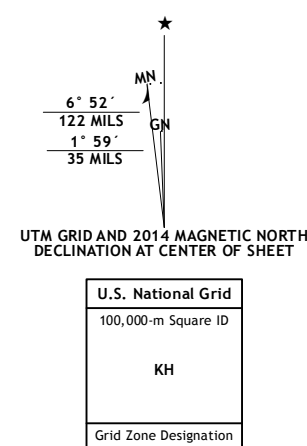 ★
MN
6° 52´
122 MILS
GN
1° 59´
35 MILS
UTM GRID AND 2014 MAGNETIC NORTH
DECLINATION AT CENTER OF SHEET
U.S. National Grid
100,000-m Square ID
KH
Grid Zone Designation